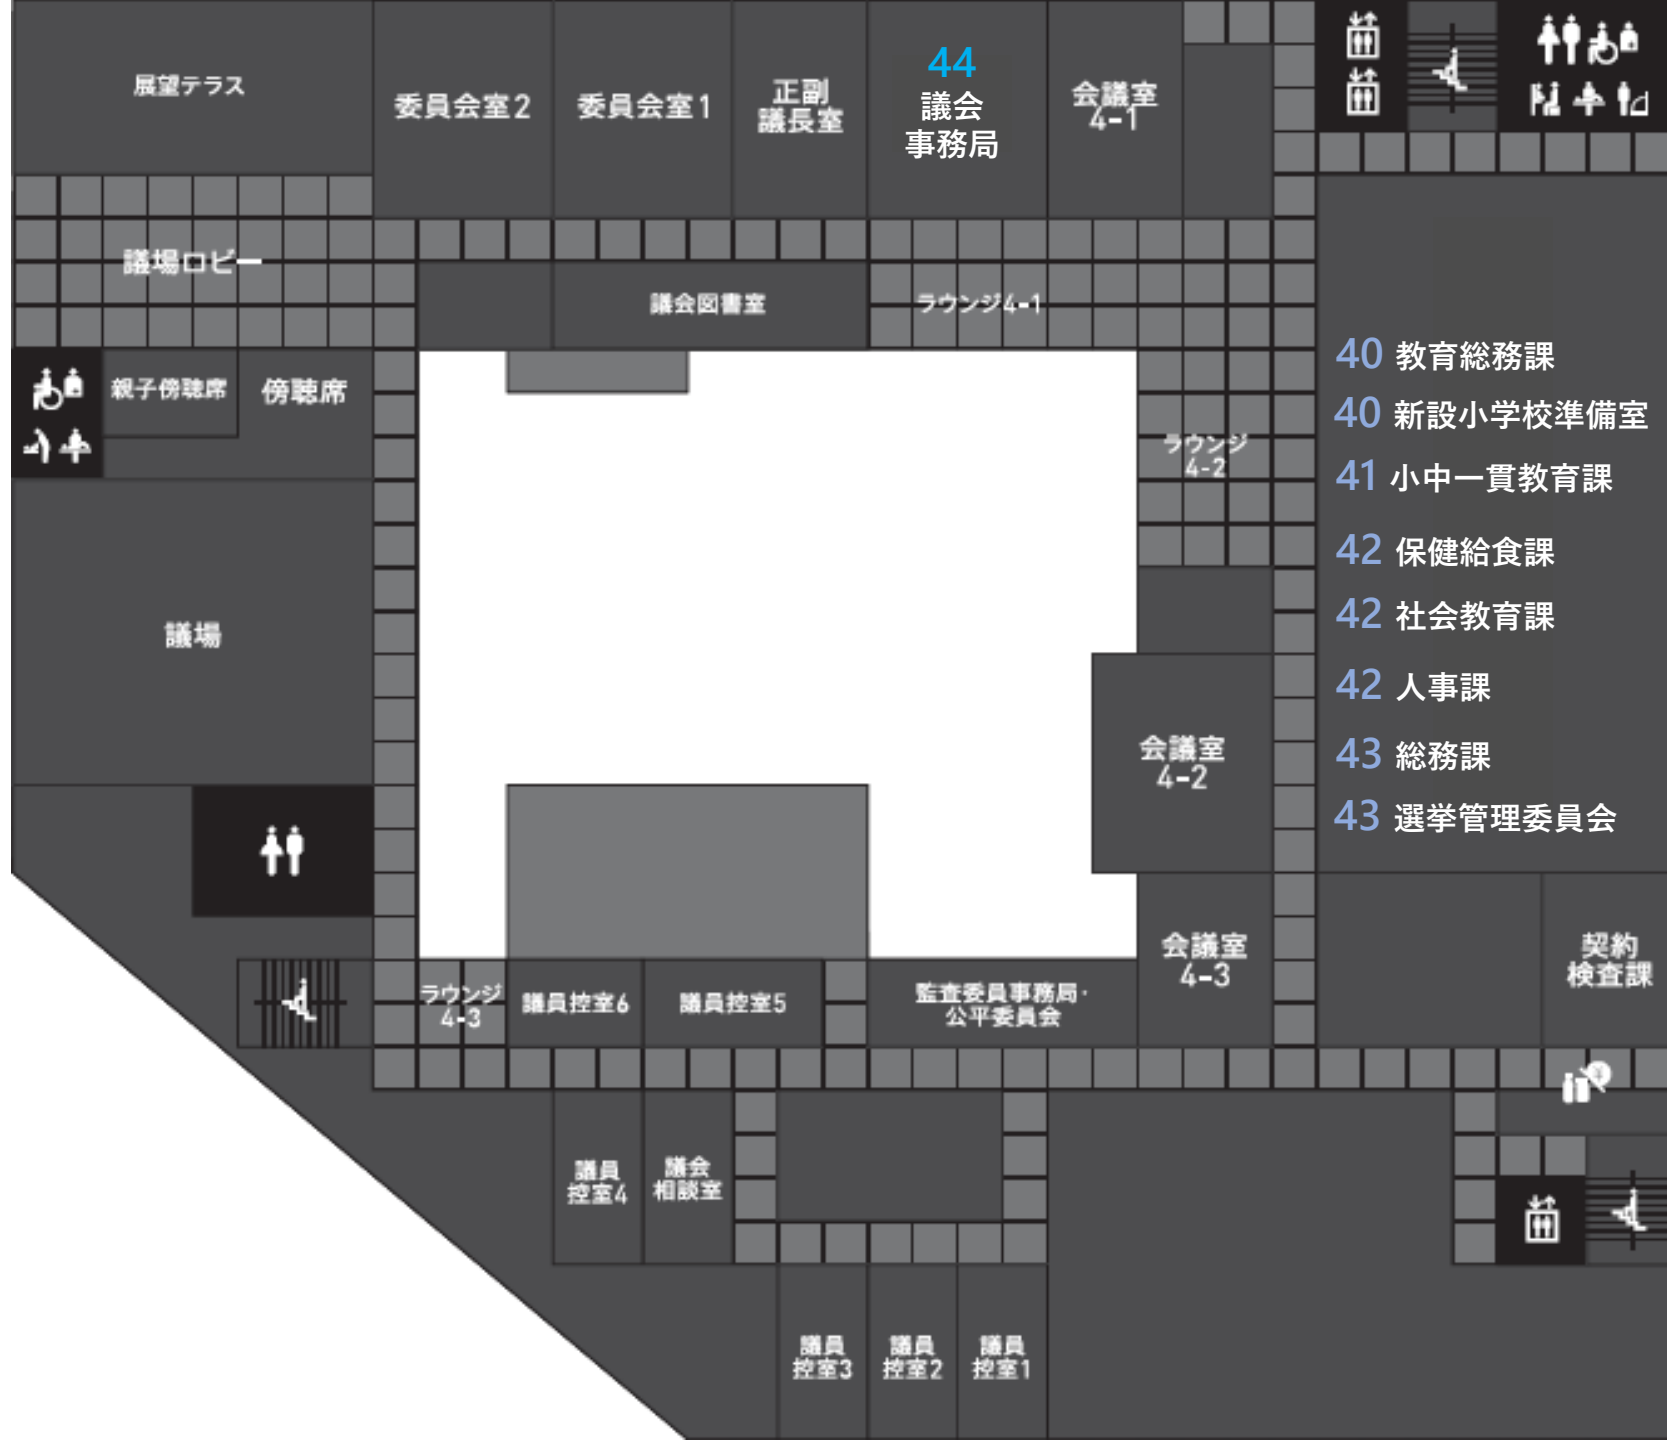 展望テラス
委員会室2
委員会室1
正副
議長室
44
議会
事務局
会議室
4-1
議場ロビー
議会図書室
ラウンジ4-1
親子傍聴席
傍聴席
ラウンジ
4-2
40 教育総務課
40 新設小学校準備室
41 小中一貫教育課
42 保健給食課
42 社会教育課
42 人事課
43 総務課
43 選挙管理委員会
議場
会議室
4-2
会議室
4-3
契約
検査課
ラウンジ
4-3
議員控室6
議員控室5
監査委員事務局・
公平委員会
議員
控室4
議会
相談室
議員
控室3
議員
控室2
議員
控室1